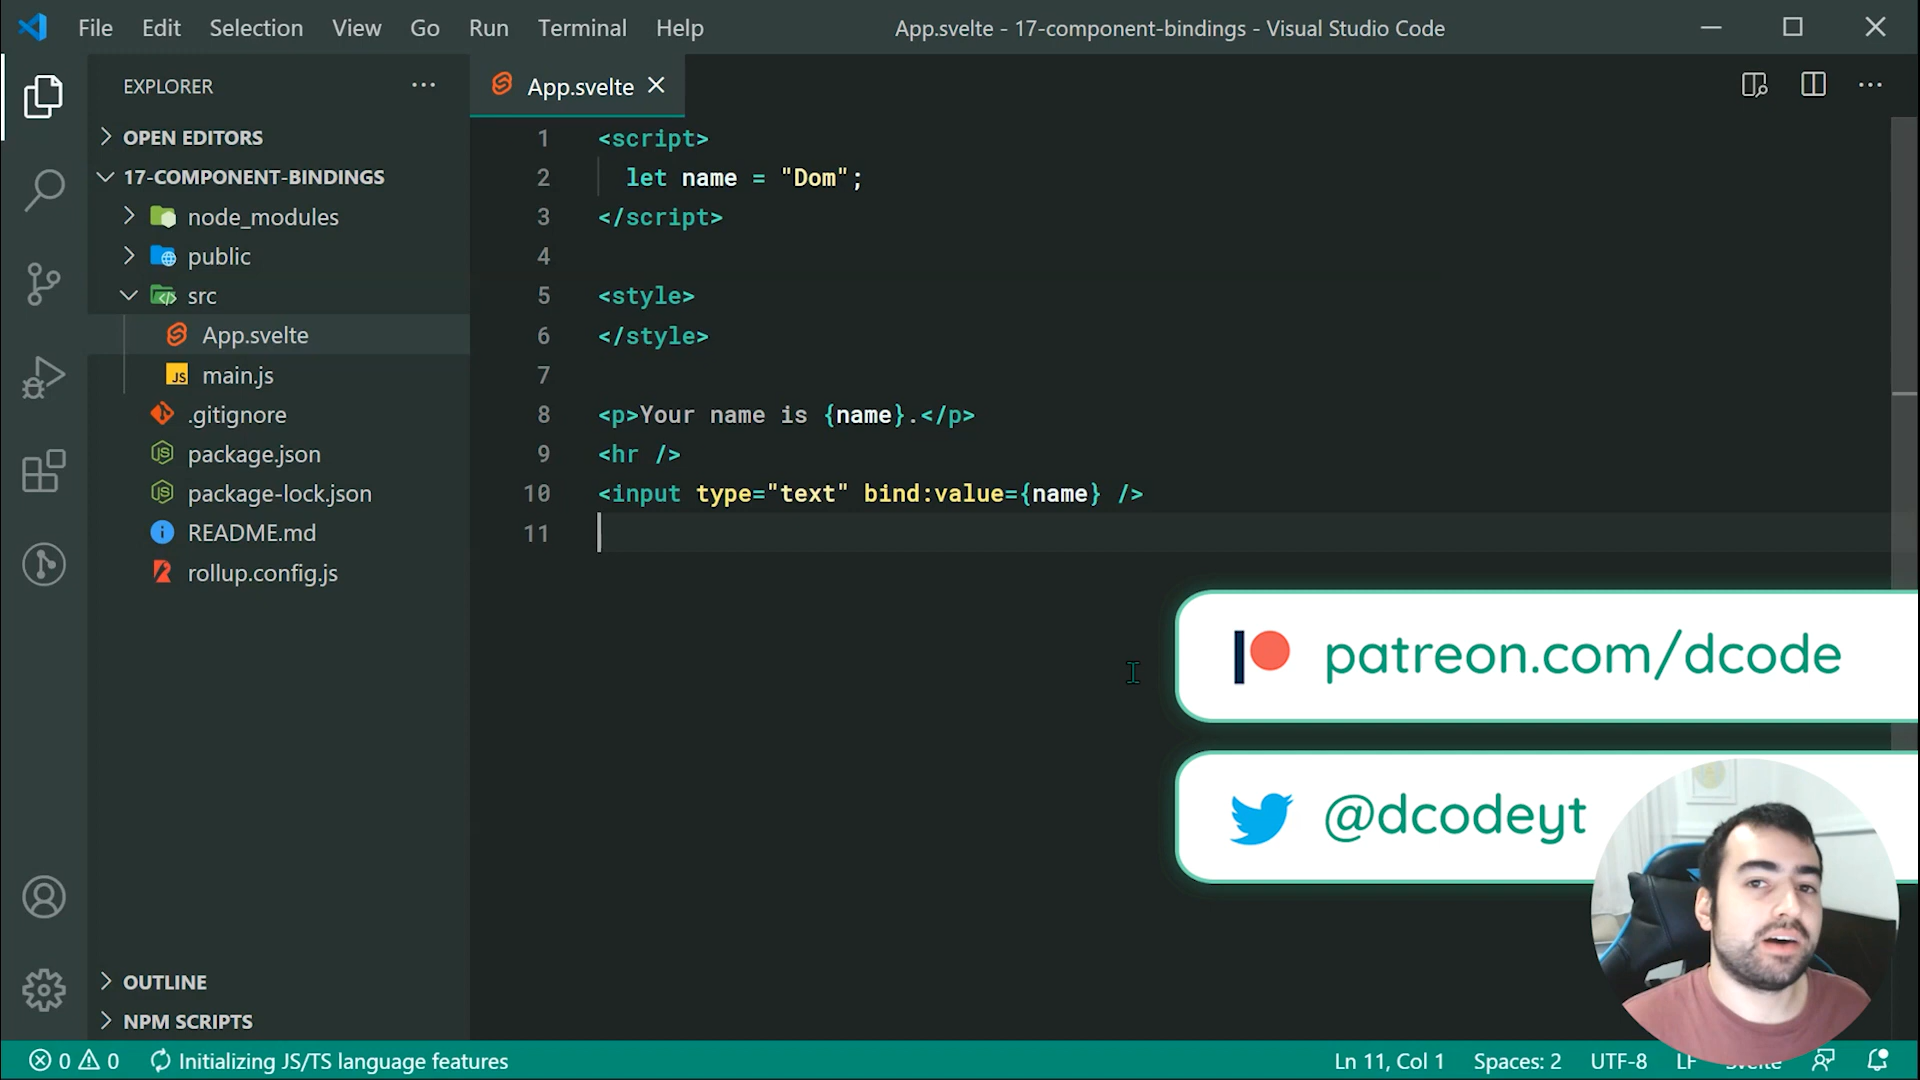 File Edit Selection View Go Run Terminal Help
App.svelte - 17-component-bindings - Visual Studio Code
EXPLORER
OPEN EDITORS
17-COMPONENT-BINDINGS
node_modules
public
src
App.svelte
JS main.js
.gitignore
package.json
package-lock.json
README.md
rollup.config.js
OUTLINE
NPM SCRIPTS
App.svelte
1 <script>
2 let name = "Dom";
3 </script>
4
5 <style>
6 </style>
7
8 <p>Your name is {name}.</p>
9 <hr />
10 <input type="text" bind:value={name} />
11
patreon.com/dcode
@dcodeyt
0 0 Initializing JS/TS language features
Ln 11, Col 1 Spaces: 2 UTF-8 LF Svelte